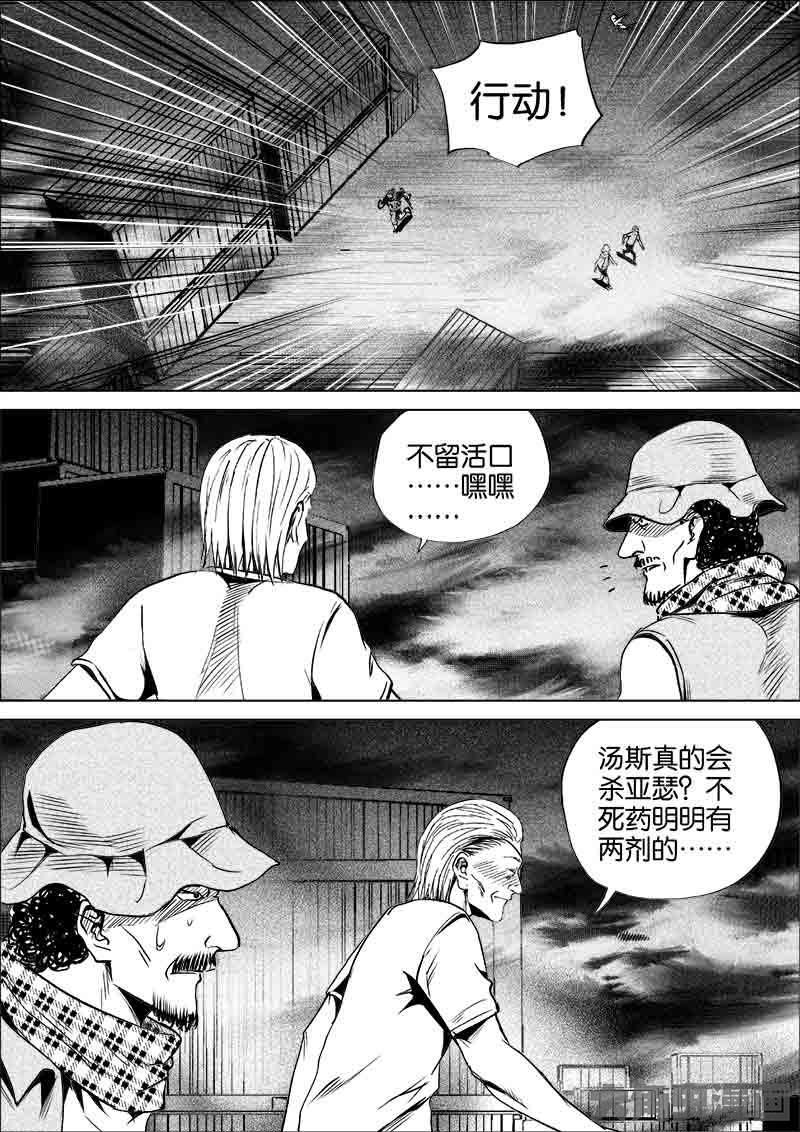 行动！
不留活口
……嘿嘿
……
汤斯真的会
杀亚瑟？不
死药明明有
两剂的……